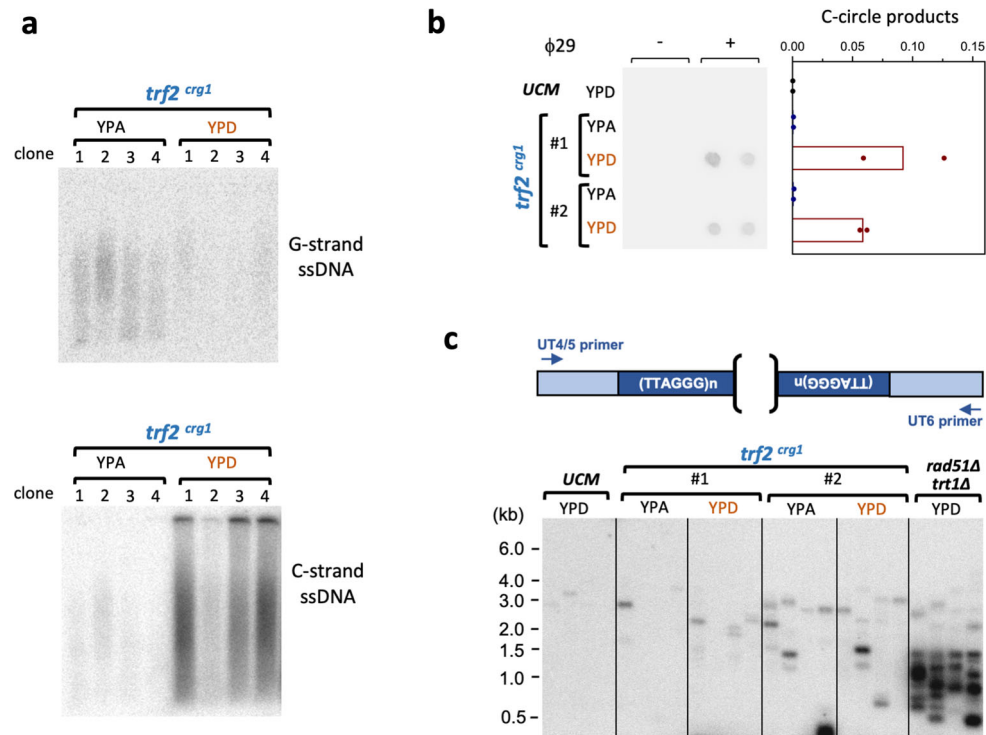 a
trf2 crg1
YPA YPD
clone 1 2 3 4 1 2 3 4
G-strand
ssDNA
trf2 crg1
YPA YPD
clone 1 2 3 4 1 2 3 4
C-strand
ssDNA
b
C-circle products
ϕ29 - + 0.00 0.05 0.10 0.15
UCM YPD
trf2 crg1
#1 YPA
YPD
#2 YPA
YPD
c
UT4/5 primer
(TTAGGG)n (TTAGGG)n
UT6 primer
trf2 crg1
UCM #1 #2 rad51Δ
trt1Δ
YPD YPA YPD YPA YPD YPD
(kb)
6.0
4.0
3.0
2.0
1.5
1.0
0.5